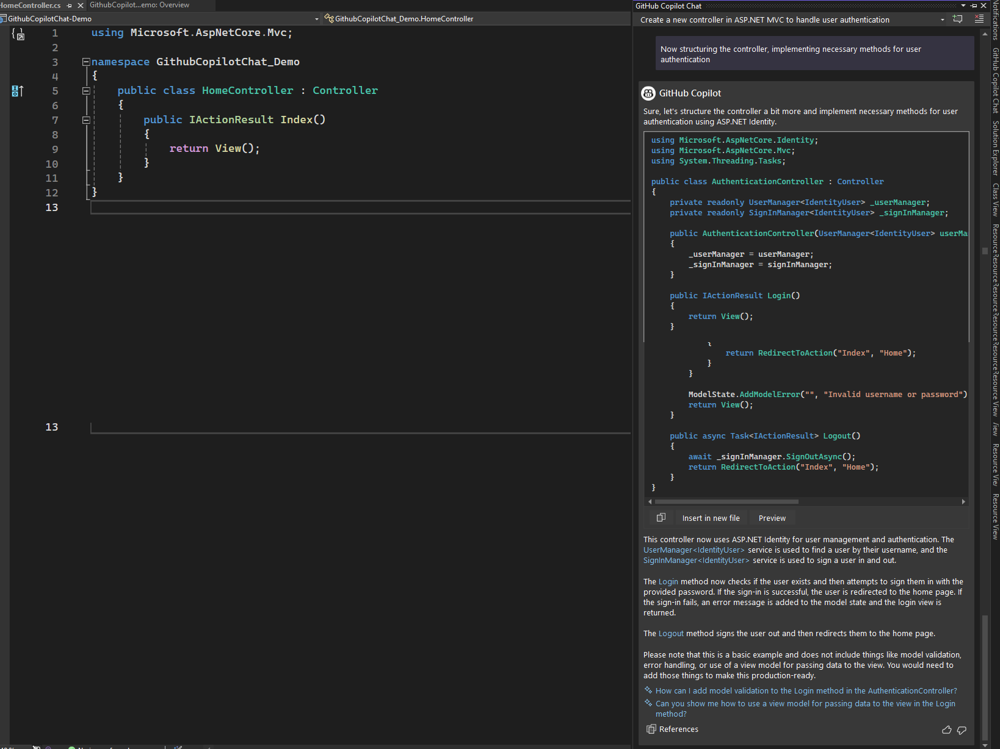 HomeController.cs
GithubCopilot...emo: Overview
GithubCopilotChat-Demo
GithubCopilotChat_Demo.HomeController
1 using Microsoft.AspNetCore.Mvc;
2
3 namespace GithubCopilotChat_Demo
4 {
5 public class HomeController : Controller
6 {
7 public IActionResult Index()
8 {
9 return View();
10 }
11 }
12 }
13
13
GitHub Copilot Chat
Create a new controller in ASP.NET MVC to handle user authentication
Now structuring the controller, implementing necessary methods for user
authentication
GitHub Copilot
Sure, let's structure the controller a bit more and implement necessary methods for user
authentication using ASP.NET Identity.
using Microsoft.AspNetCore.Identity;
using Microsoft.AspNetCore.Mvc;
using System.Threading.Tasks;
public class AuthenticationController : Controller
{
private readonly UserManager<IdentityUser> _userManager;
private readonly SignInManager<IdentityUser> _signInManager;
public AuthenticationController(UserManager<IdentityUser> userMa
{
_userManager = userManager;
_signInManager = signInManager;
}
public IActionResult Login()
{
return View();
}
{
return RedirectToAction("Index", "Home");
}
}
ModelState.AddModelError("", "Invalid username or password")
return View();
}
public async Task<IActionResult> Logout()
{
await _signInManager.SignOutAsync();
return RedirectToAction("Index", "Home");
}
}
Insert in new file
Preview
This controller now uses ASP.NET Identity for user management and authentication. The
UserManager<IdentityUser> service is used to find a user by their username, and the
SignInManager<IdentityUser> service is used to sign a user in and out.
The Login method now checks if the user exists and then attempts to sign them in with the
provided password. If the sign-in is successful, the user is redirected to the home page. If
the sign-in fails, an error message is added to the model state and the login view is
returned.
The Logout method signs the user out and then redirects them to the home page.
Please note that this is a basic example and does not include things like model validation,
error handling, or use of a view model for passing data to the view. You would need to
add those things to make this production-ready.
How can I add model validation to the Login method in the AuthenticationController?
Can you show me how to use a view model for passing data to the view in the Login
method?
References
Notifications
GitHub Copilot Chat
Solution Explorer
Class View
Resource View
Resource View